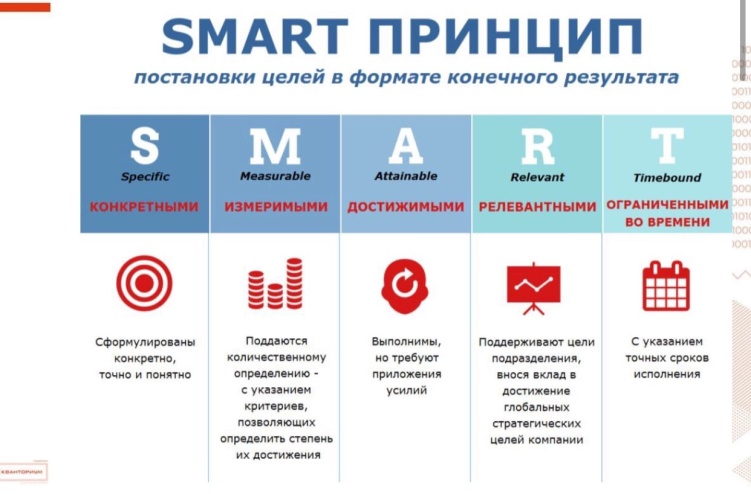 SMART ПРИНЦИП
постановки целей в формате конечного результата
S
Specific
КОНКРЕТНЫМИ
M
Measurable
ИЗМЕРИМЫМИ
A
Attainable
ДОСТИЖИМЫМИ
R
Relevant
РЕЛЕВАНТНЫМИ
T
Timebound
ОГРАНИЧЕННЫМИ
ВО ВРЕМЕНИ
Сформулированы
конкретно,
точно и понятно
Поддаются
количественному
определению -
с указанием
критериев,
позволяющих
определить степень
их достижения
Выполнимы,
но требуют
приложения
усилий
Поддерживают цели
подразделения,
внося вклад в
достижение
глобальных
стратегических
целей компании
С указанием
точных сроков
исполнения
КВАНТОРИУМ